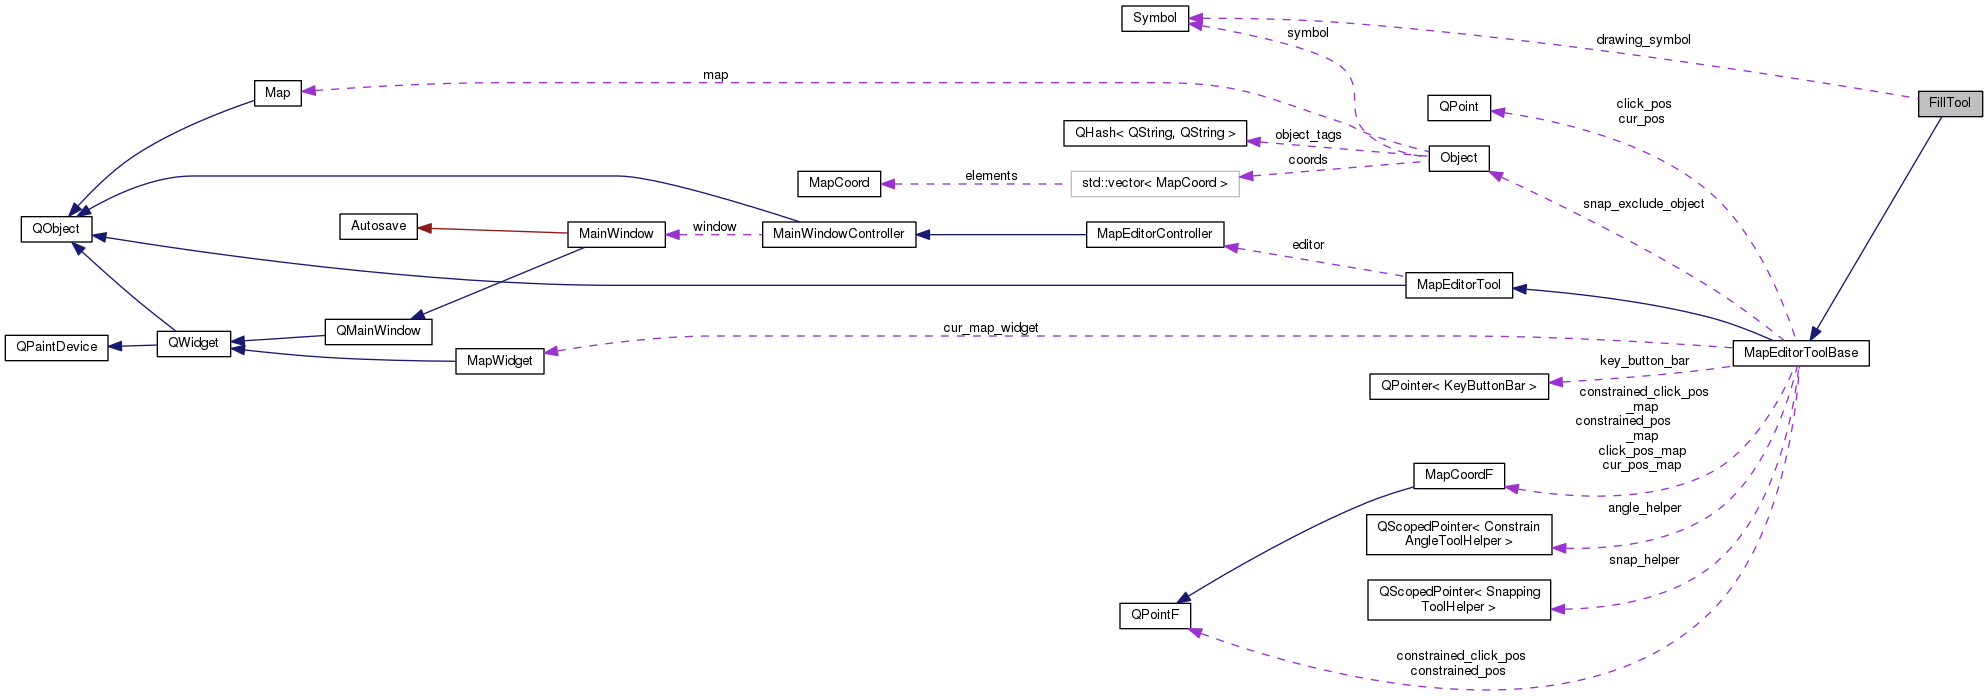 Symbol
symbol
drawing_symbol
map
Map
QPoint
click_pos
cur_pos
FillTool
QHash< QString, QString >
object_tags
Object
coords
MapCoord
elements
std::vector< MapCoord >
snap_exclude_object
QObject
Autosave
MainWindow
window
MainWindowController
MapEditorController
editor
MapEditorTool
QPaintDevice
QWidget
QMainWindow
cur_map_widget
MapWidget
MapEditorToolBase
key_button_bar
QPointer< KeyButtonBar >
constrained_click_pos
_map
constrained_pos
_map
click_pos_map
cur_pos_map
MapCoordF
angle_helper
QScopedPointer< Constrain
AngleToolHelper >
snap_helper
QScopedPointer< Snapping
ToolHelper >
QPointF
constrained_click_pos
constrained_pos